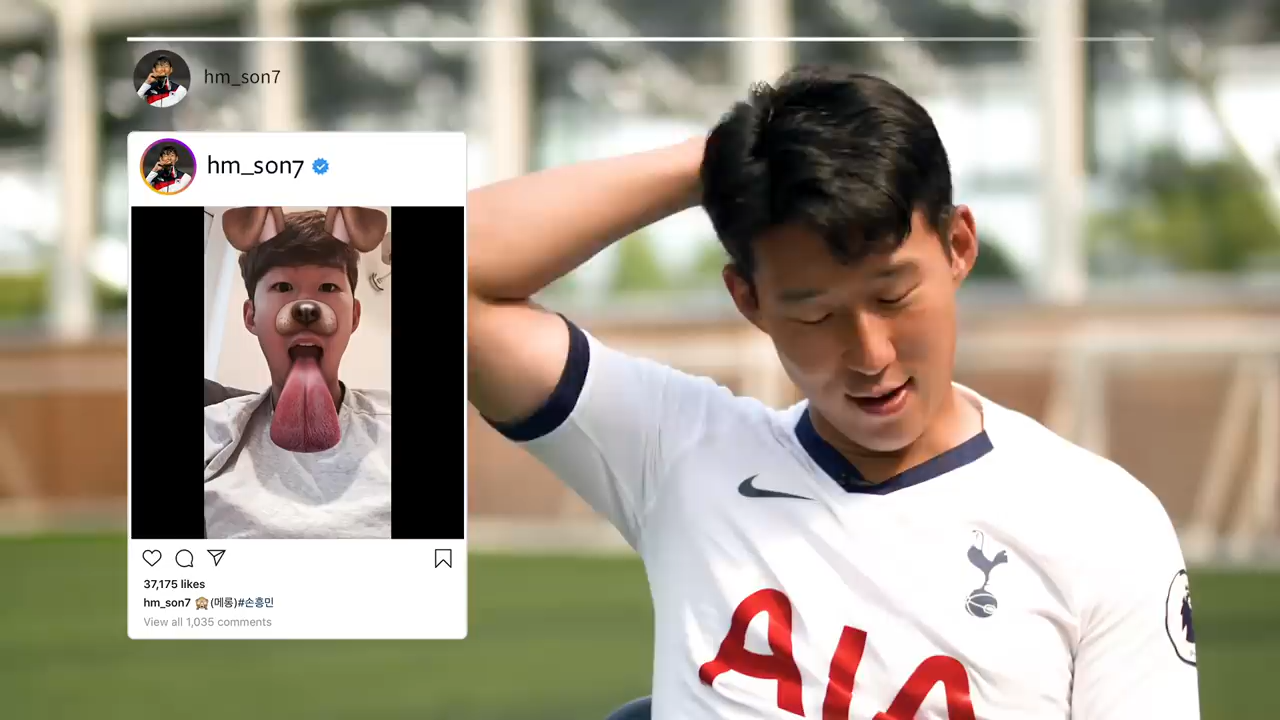 hm_son7
hm_son7
37,175 likes
hm_son7 🙈(메롱)#손흥민
View all 1,035 comments
AIA